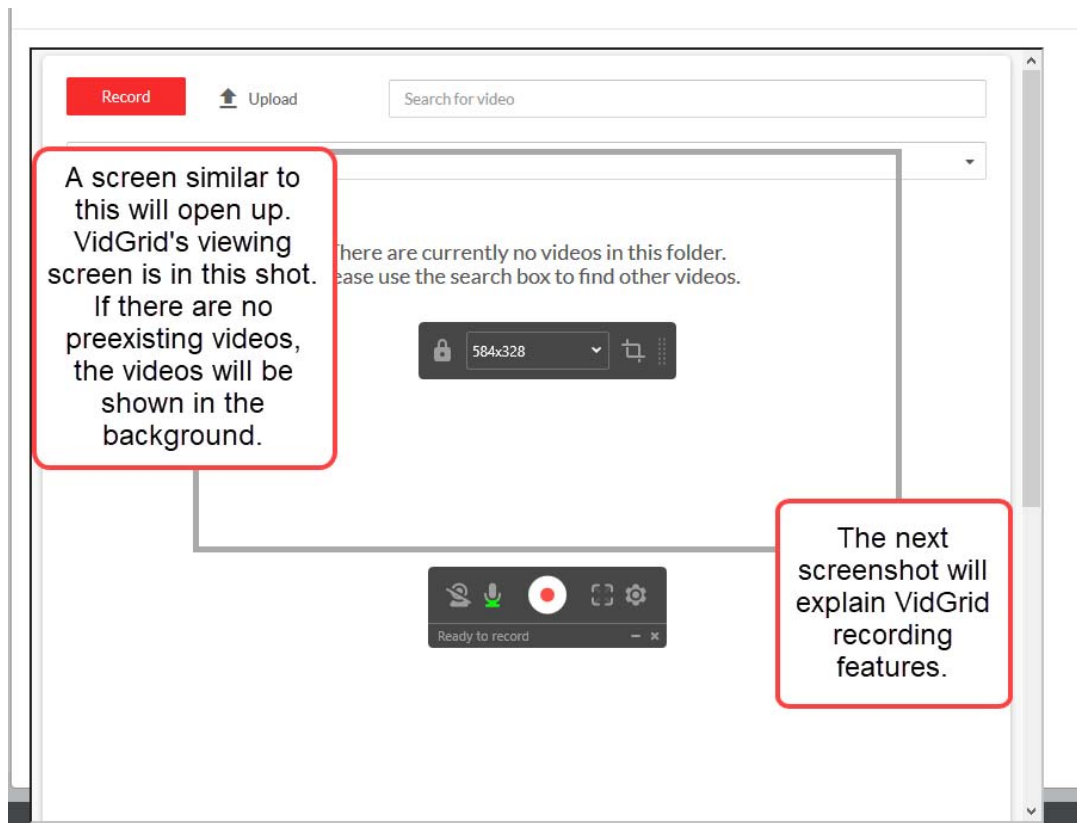 Record
Upload
Search for video
A screen similar to
this will open up.
VidGrid's viewing
screen is in this shot.
If there are no
preexisting videos,
the videos will be
shown in the
background.
here are currently no videos in this folder.
ease use the search box to find other videos.
584x328
Ready to record
The next
screenshot will
explain VidGrid
recording
features.